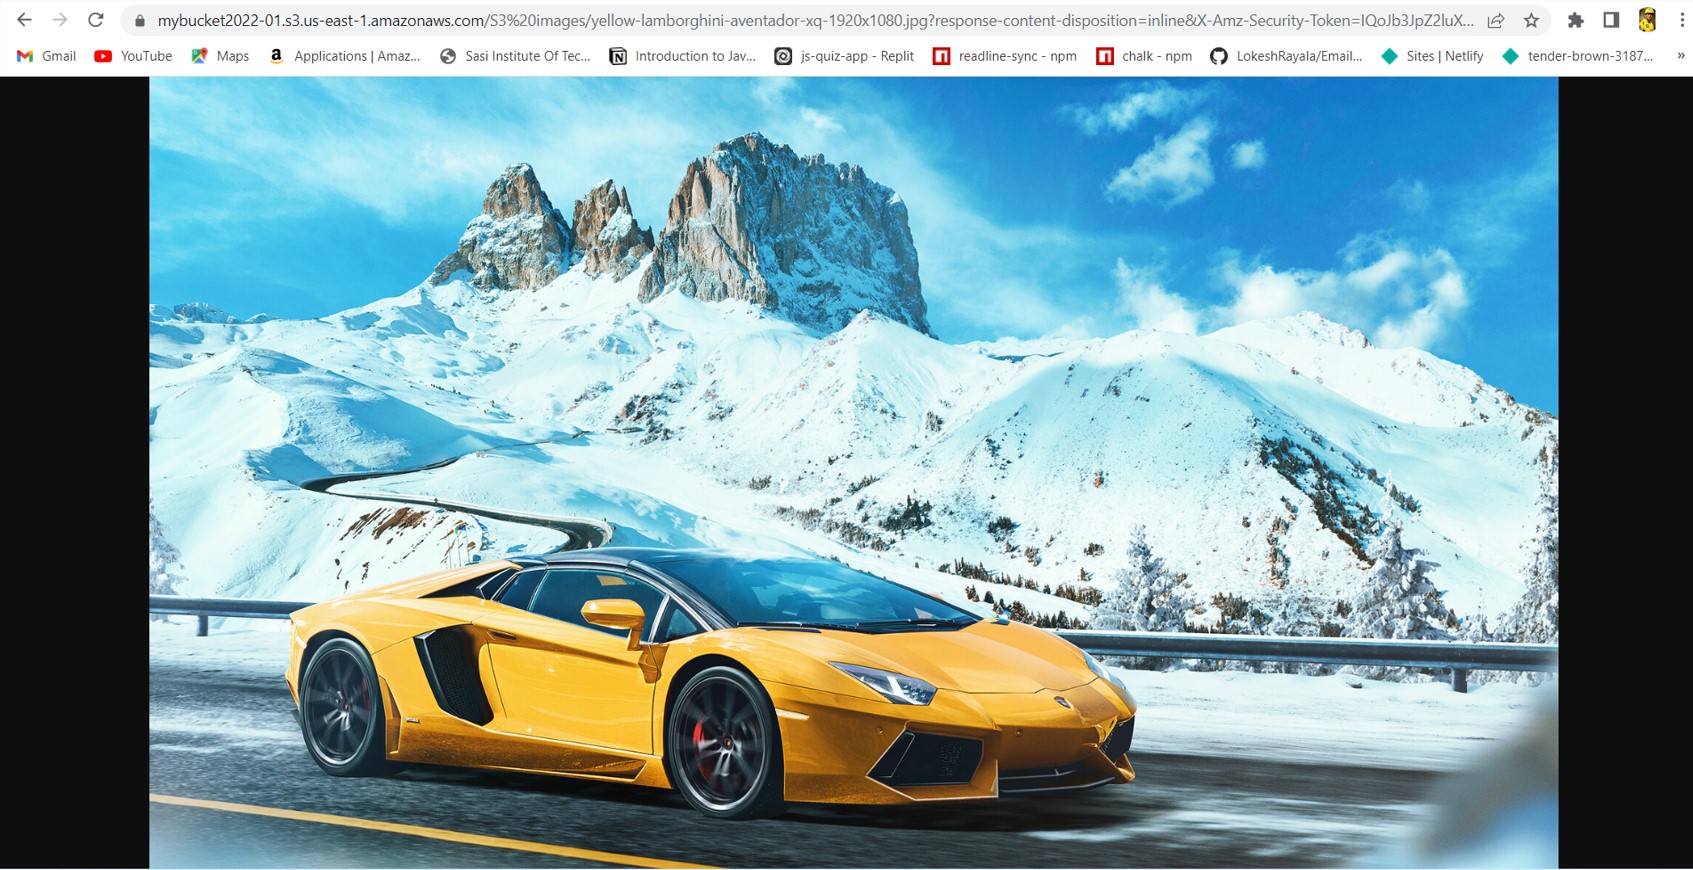 mybucket2022-01.s3.us-east-1.amazonaws.com/S3%20images/yellow-lamborghini-aventador-xq-1920x1080.jpg?response-content-disposition=inline&X-Amz-Security-Token=IQoJb3JpZ2luX...
Gmail YouTube Maps Applications | Amaz... Sasi Institute Of Tec... Introduction to Jav... js-quiz-app - Replit readline-sync - npm chalk - npm LokeshRayala/Email... Sites | Netlify tender-brown-3187... »